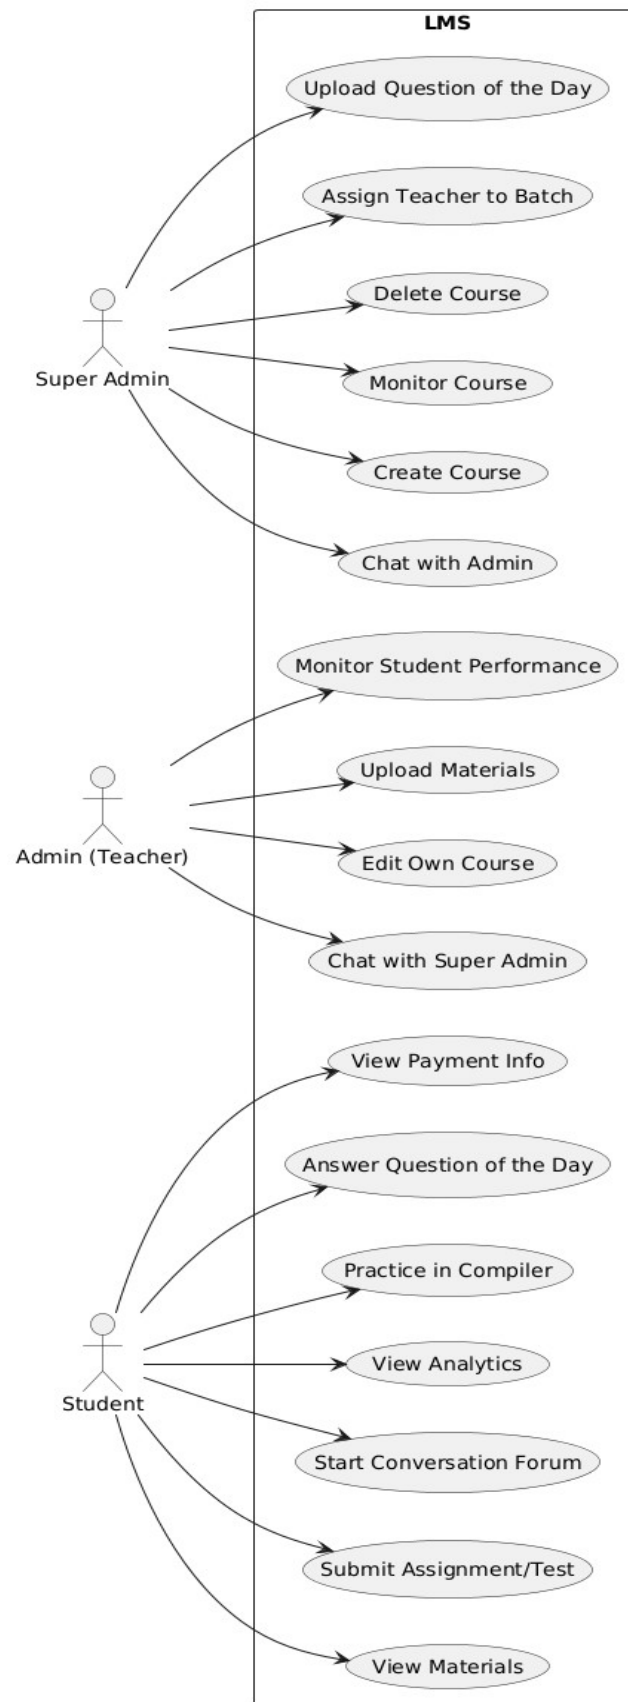 LMS
Upload Question of the Day
Assign Teacher to Batch
Delete Course
Monitor Course
Super Admin
Create Course
Chat with Admin
Monitor Student Performance
Upload Materials
Admin (Teacher)
Edit Own Course
Chat with Super Admin
View Payment Info
Answer Question of the Day
Practice in Compiler
View Analytics
Student
Start Conversation Forum
Submit Assignment/Test
View Materials